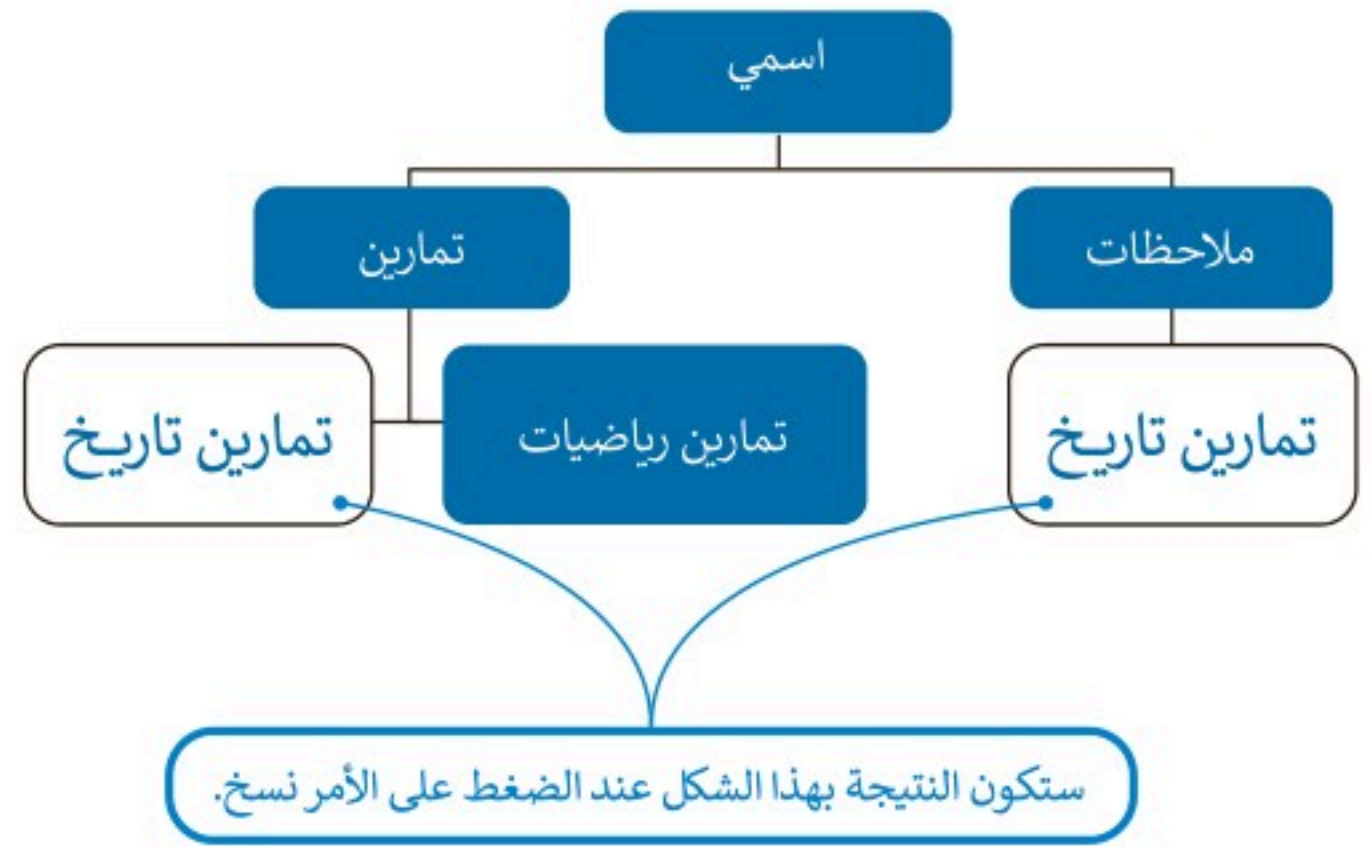 اسمي
ملاحظات
تمارين
تمارين تاريخ
تمارين رياضيات
تمارين تاريخ
ستكون النتيجة بهذا الشكل عند الضغط على الأمر نسخ.